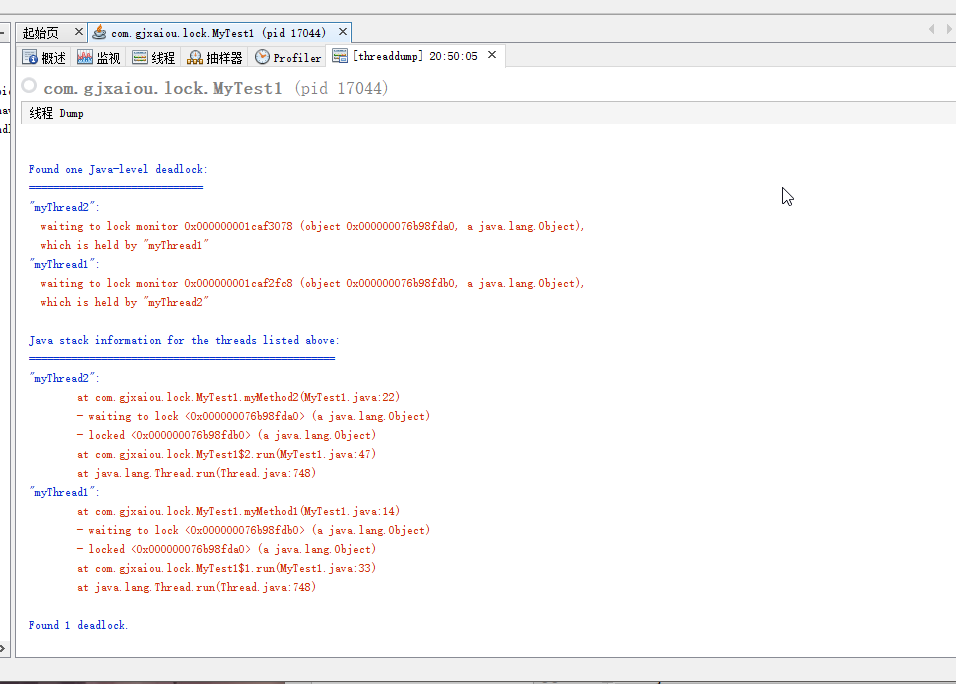 起始页
com.gjxaiou.lock.MyTest1 (pid 17044)
概述 监视 线程 抽样器 Profiler [threaddump] 20:50:05
com.gjxaiou.lock.MyTest1 (pid 17044)
线程 Dump
Found one Java-level deadlock:
=============================
"myThread2":
waiting to lock monitor 0x000000001caf3078 (object 0x000000076b98fda0, a java.lang.Object),
which is held by "myThread1"
"myThread1":
waiting to lock monitor 0x000000001caf2fc8 (object 0x000000076b98fdb0, a java.lang.Object),
which is held by "myThread2"
Java stack information for the threads listed above:
===================================================
"myThread2":
at com.gjxaiou.lock.MyTest1.myMethod2(MyTest1.java:22)
- waiting to lock <0x000000076b98fda0> (a java.lang.Object)
- locked <0x000000076b98fdb0> (a java.lang.Object)
at com.gjxaiou.lock.MyTest1$2.run(MyTest1.java:47)
at java.lang.Thread.run(Thread.java:748)
"myThread1":
at com.gjxaiou.lock.MyTest1.myMethod1(MyTest1.java:14)
- waiting to lock <0x000000076b98fdb0> (a java.lang.Object)
- locked <0x000000076b98fda0> (a java.lang.Object)
at com.gjxaiou.lock.MyTest1$1.run(MyTest1.java:33)
at java.lang.Thread.run(Thread.java:748)
Found 1 deadlock.